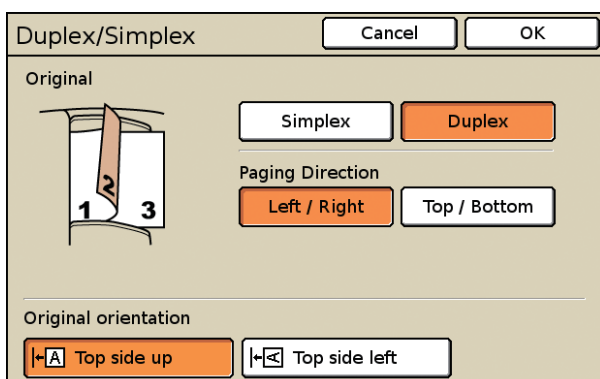 Duplex/Simplex Cancel OK
Original
Simplex Duplex
Paging Direction
Left / Right Top / Bottom
1 2 3
Original orientation
A Top side up A Top side left